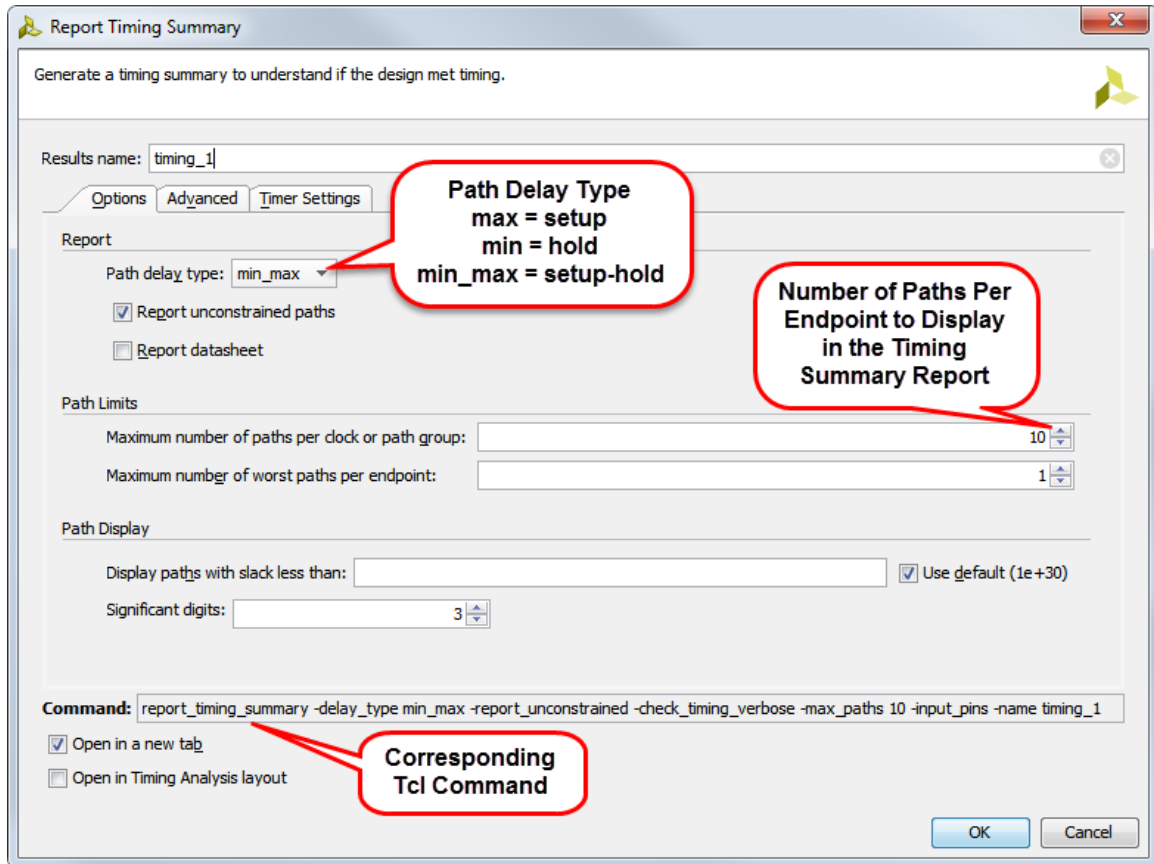 Report Timing Summary
Generate a timing summary to understand if the design met timing.
Results name: timing_1
Options Advanced Timer Settings
Path Delay Type
max = setup
min = hold
min_max = setup-hold
Report
Path delay type: min_max
Report unconstrained paths
Report datasheet
Number of Paths Per
Endpoint to Display
in the Timing
Summary Report
Path Limits
Maximum number of paths per clock or path group: 10
Maximum number of worst paths per endpoint: 1
Path Display
Display paths with slack less than: Use default (1e+30)
Significant digits: 3
Command: report_timing_summary -delay_type min_max -report_unconstrained -check_timing_verbose -max_paths 10 -input_pins -name timing_1
Open in a new tab
Open in Timing Analysis layout
Corresponding
Tcl Command
OK Cancel